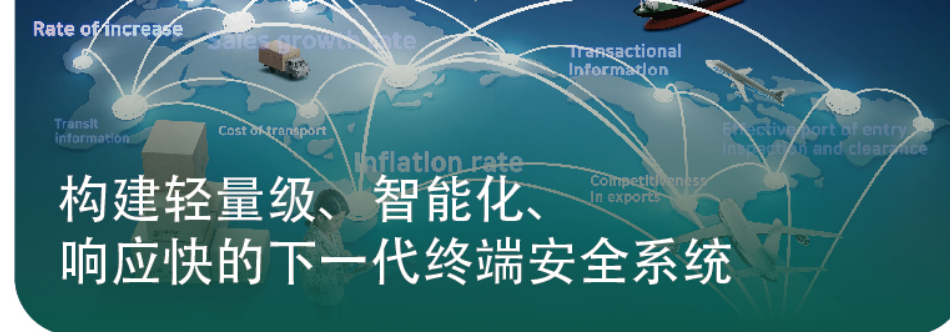 Rate of increase
Sales growth rate
Transactional
Information
Transit
information
Cost of transport
Effective port of entry
inspection and clearance
Inflation rate
Competitiveness
In exports
构建轻量级、智能化、
响应快的下一代终端安全系统